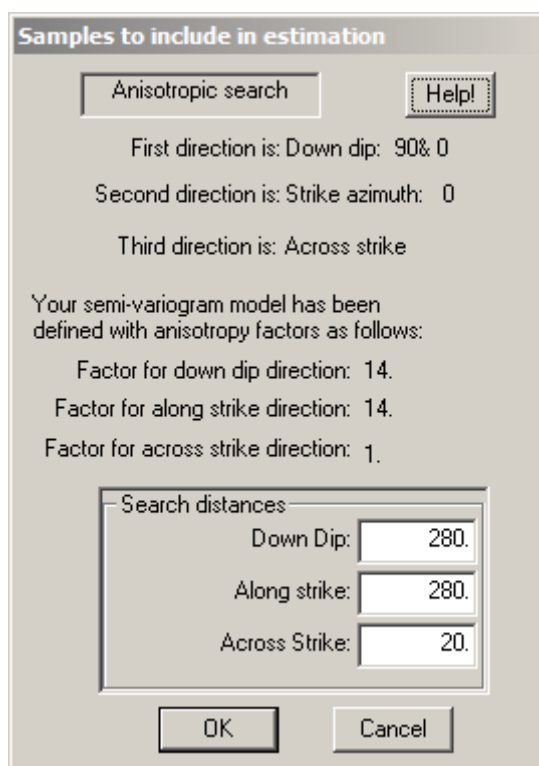 Samples to include in estimation
Anisotropic search
Help!
First direction is: Down dip: 90& 0
Second direction is: Strike azimuth: 0
Third direction is: Across strike
Your semi-variogram model has been
defined with anisotropy factors as follows:
Factor for down dip direction: 14.
Factor for along strike direction: 14.
Factor for across strike direction: 1.
Search distances
Down Dip: 280.
Along strike: 280.
Across Strike: 20.
OK
Cancel